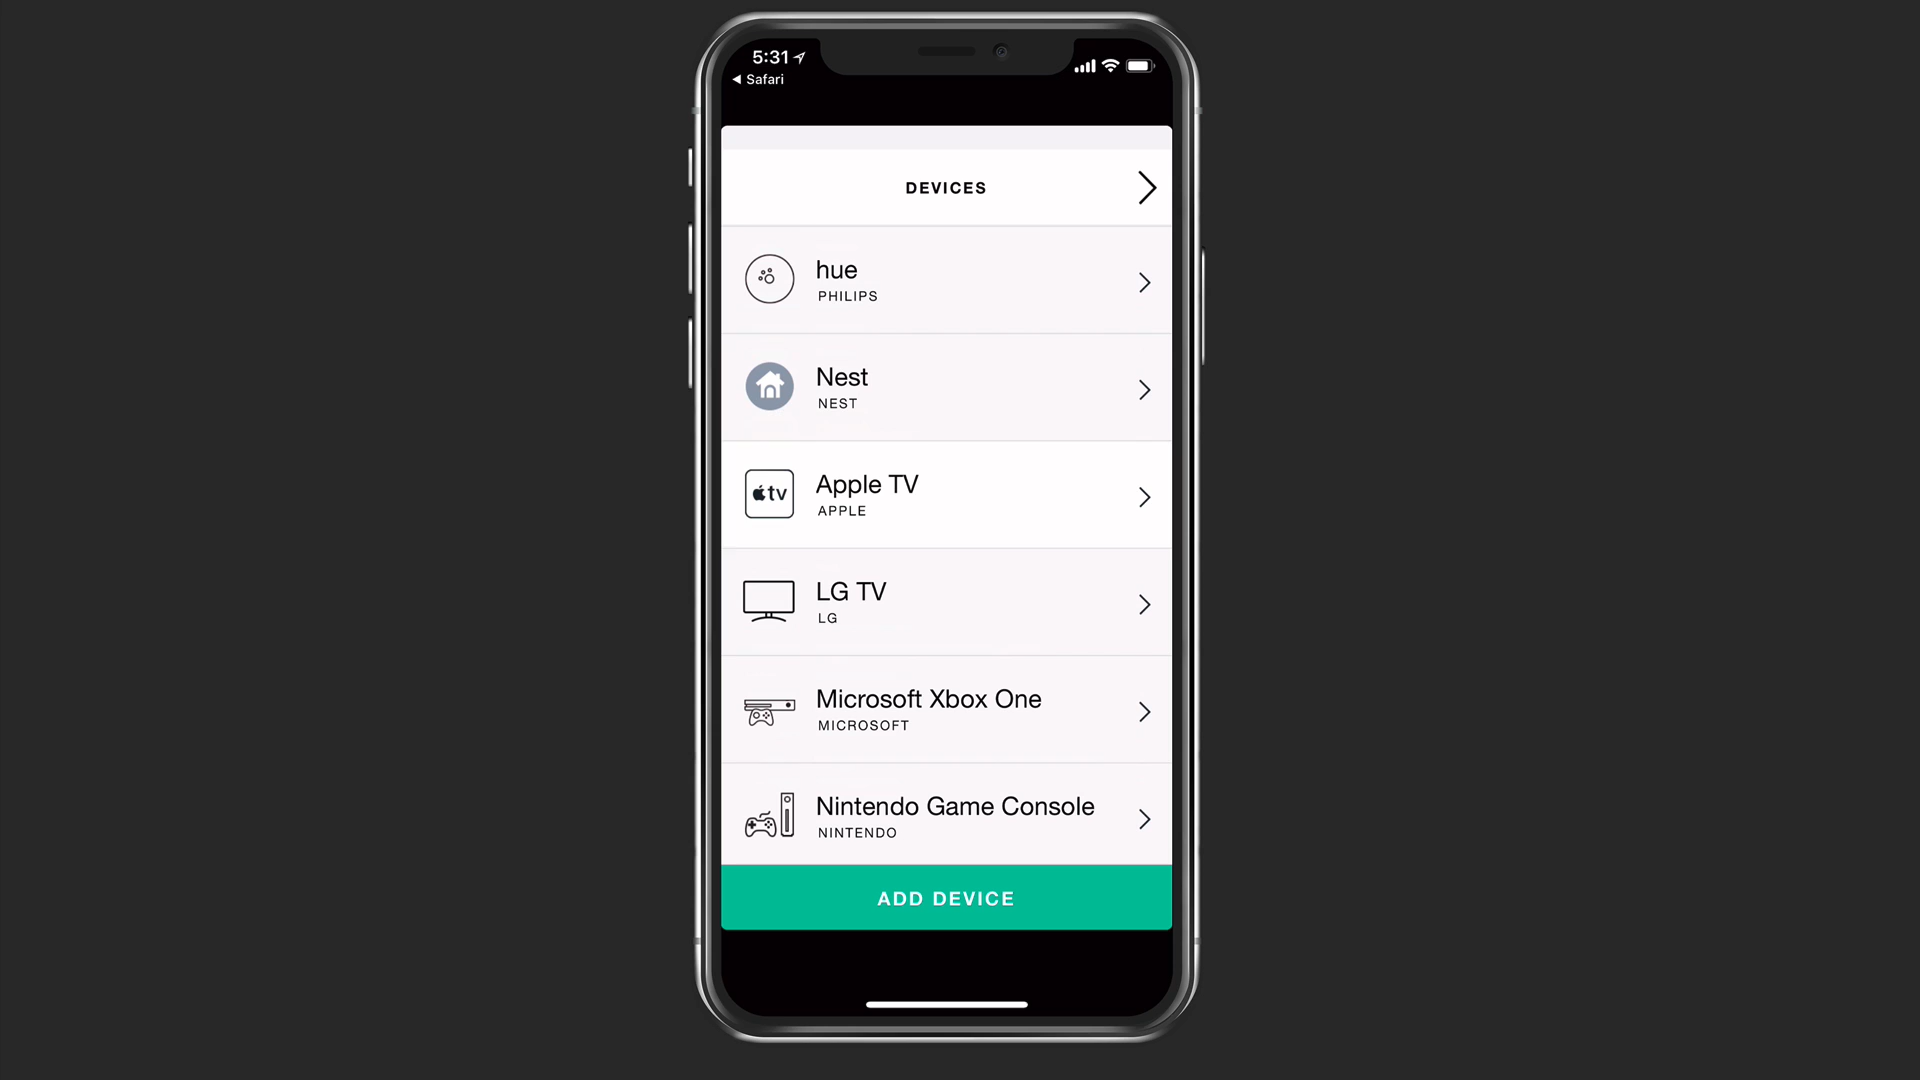 5:31
Safari
DEVICES
hue
PHILIPS
Nest
NEST
tv
Apple TV
APPLE
LG TV
LG
Microsoft Xbox One
MICROSOFT
Nintendo Game Console
NINTENDO
ADD DEVICE